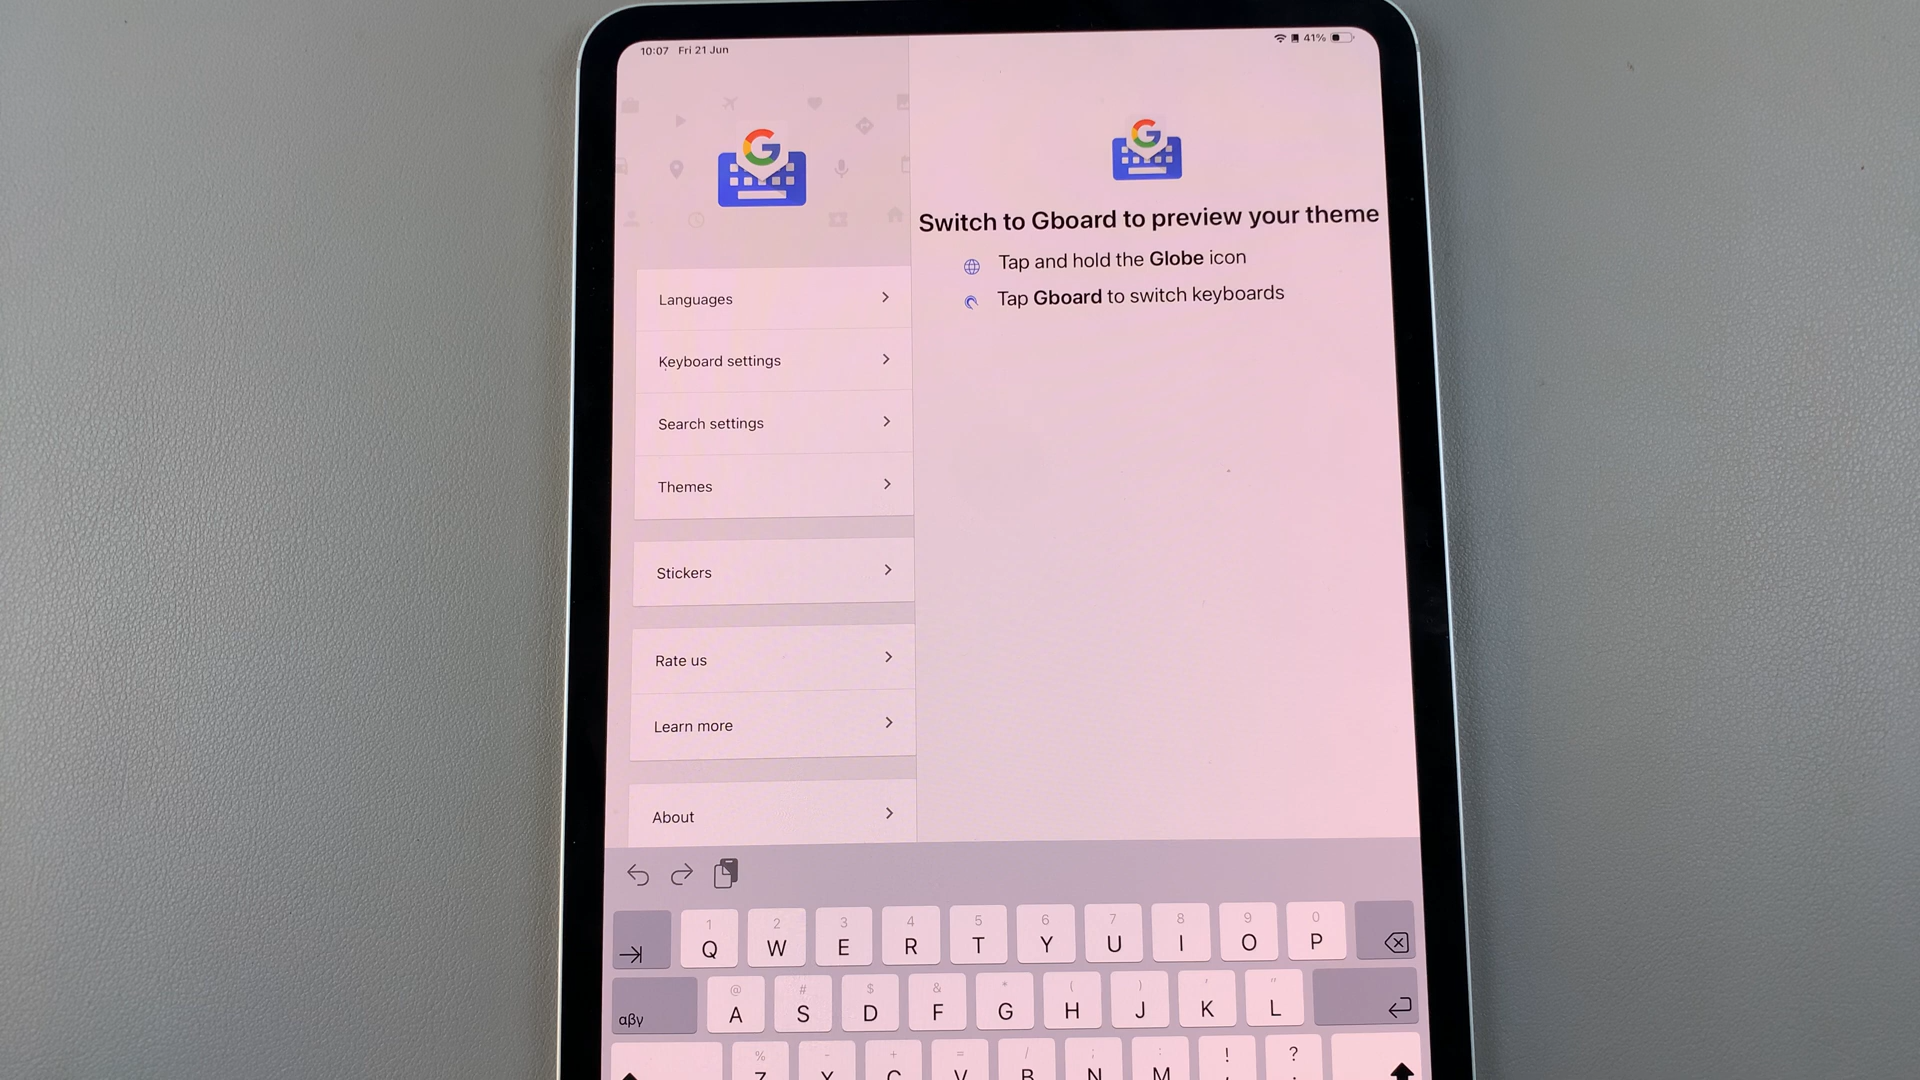 10:07 Fri 21 Jun
41%
G
G
Switch to Gboard to preview your theme
Tap and hold the Globe icon
Tap Gboard to switch keyboards
Languages
Keyboard settings
Search settings
Themes
Stickers
Rate us
Learn more
About
1 2 3 4 5 6 7 8 9 0
Q W E R T Y U I O P
@ # $ & * ( ) ' "
αβγ A S D F G H J K L
% - + = / ; : ! ?
Z X C V B N M , .